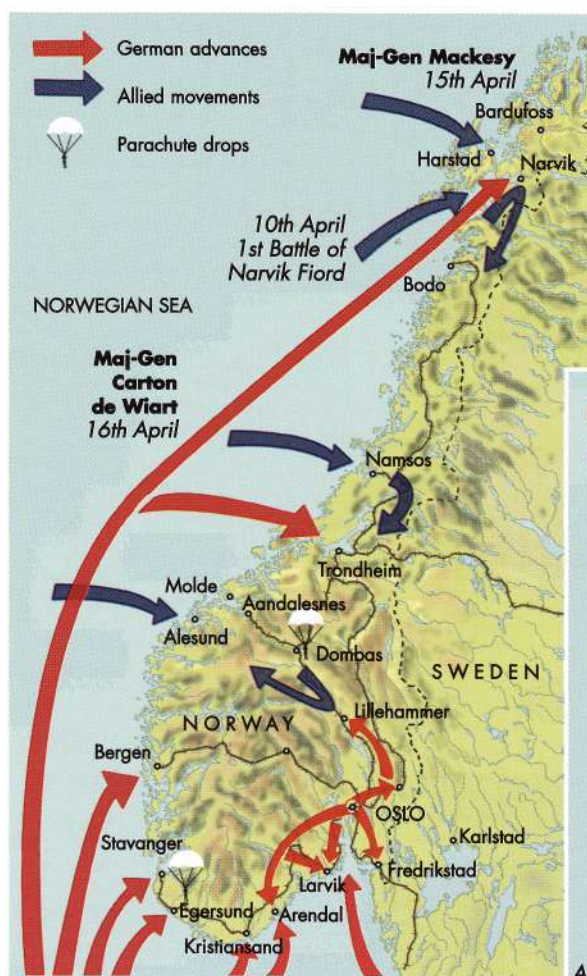 German advances
Allied movements
Parachute drops
Maj-Gen Mackesy
15th April
Bardufoss
Harstad
Narvik
10th April
1st Battle of
Narvik Fiord
Bodo
NORWEGIAN SEA
Maj-Gen
Carton
de Wiart
16th April
Namsos
Trondheim
Molde
Aandalesnes
Alesund
Dombas
SWEDEN
NORWAY
Lillehammer
Bergen
OSLO
Karlstad
Stavanger
Fredrikstad
Larvik
Egersund
Arendal
Kristiansand